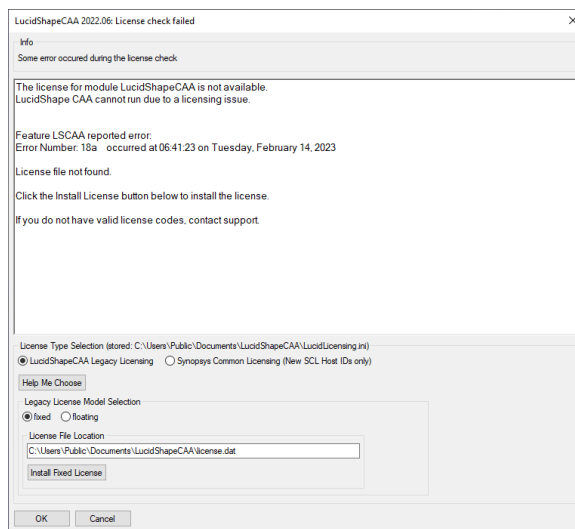 LucidShapeCAA 2022.06: License check failed
Info
Some error occured during the license check
The license for module LucidShapeCAA is not available.
LucidShape CAA cannot run due to a licensing issue.
Feature LSCAA reported error:
Error Number: 18a occurred at 06:41:23 on Tuesday, February 14, 2023
License file not found.
Click the Install License button below to install the license.
If you do not have valid license codes, contact support.
License Type Selection (stored: C:\Users\Public\Documents\LucidShapeCAA\LucidLicensing.ini)
LucidShapeCAA Legacy Licensing Synopsys Common Licensing (New SCL Host IDs only)
Help Me Choose
Legacy License Model Selection
fixed floating
License File Location
C:\Users\Public\Documents\LucidShapeCAA\license.dat
Install Fixed License
OK Cancel